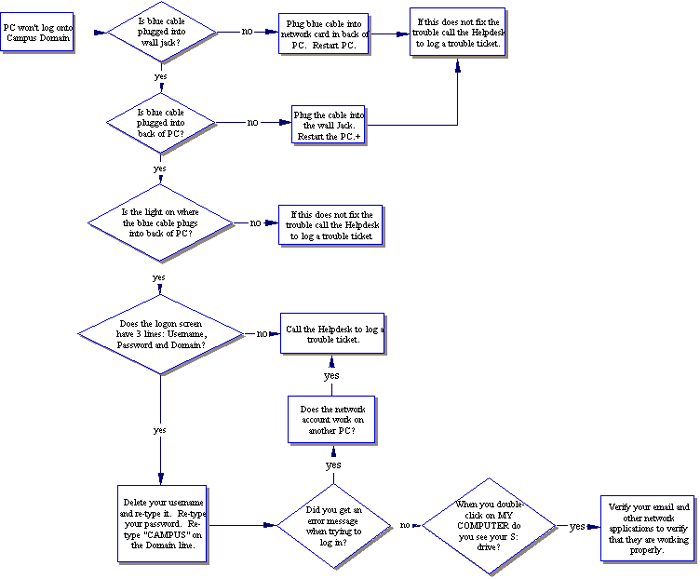 PC won't log onto
Campus Domain
Is blue cable
plugged into
wall jack?
no
Plug blue cable into
network card in back of
PC. Restart PC.
If this does not fix the
trouble call the Helpdesk
to log a trouble ticket.
yes
Is blue cable
plugged into
back of PC?
no
Plug the cable into
the wall Jack.
Restart the PC.+
yes
Is the light on where
the blue cable plugs
into back of PC?
no
If this does not fix the
trouble call the Helpdesk
to log a trouble ticket
yes
Does the logon screen
have 3 lines: Username,
Password and Domain?
no
Call the Helpdesk to log a
trouble ticket.
yes
Does the network
account work on
another PC?
yes
yes
Delete your username
and re-type it. Re-type
your password. Re-
type "CAMPUS" on
the Domain line.
Did you get an
error message
when trying to
log in?
no
When you double-
click on MY
COMPUTER do
you see your S:
drive?
yes
Verify your email and
other network
applications to verify
that they are working
properly.